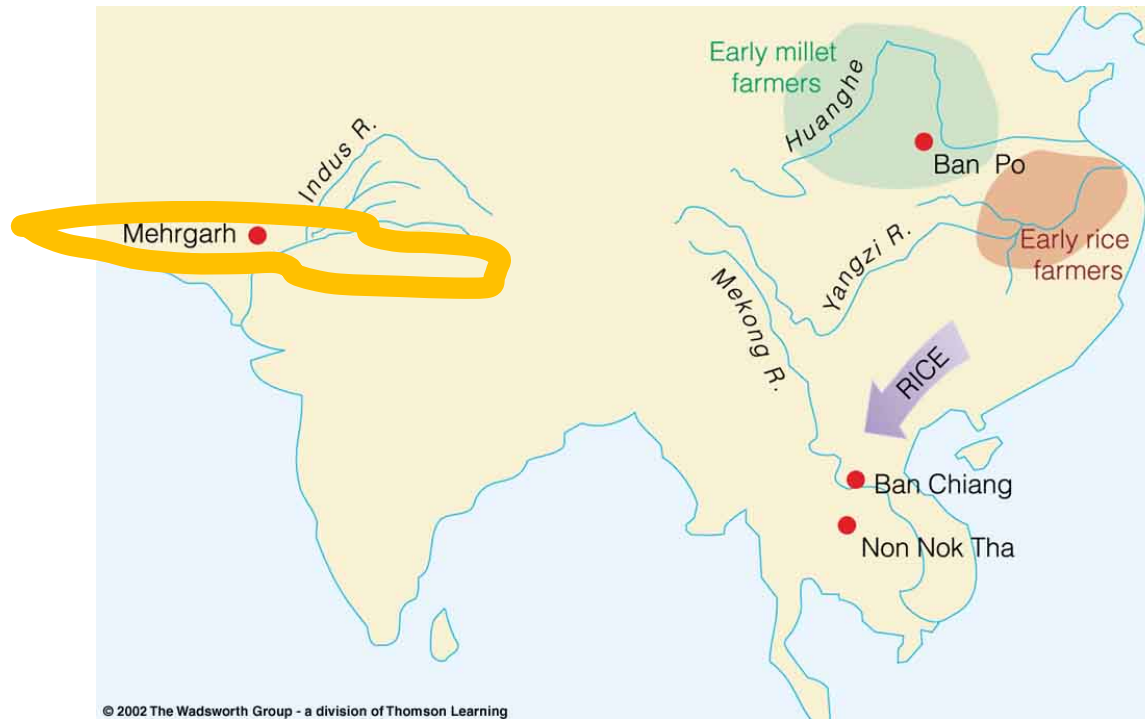 Early millet
farmers
Huanghe
Indus R.
Ban Po
Mehrgarh
Early rice
farmers
Yangzi R.
Mekong R.
RICE
Ban Chiang
Non Nok Tha
© 2002 The Wadsworth Group - a division of Thomson Learning